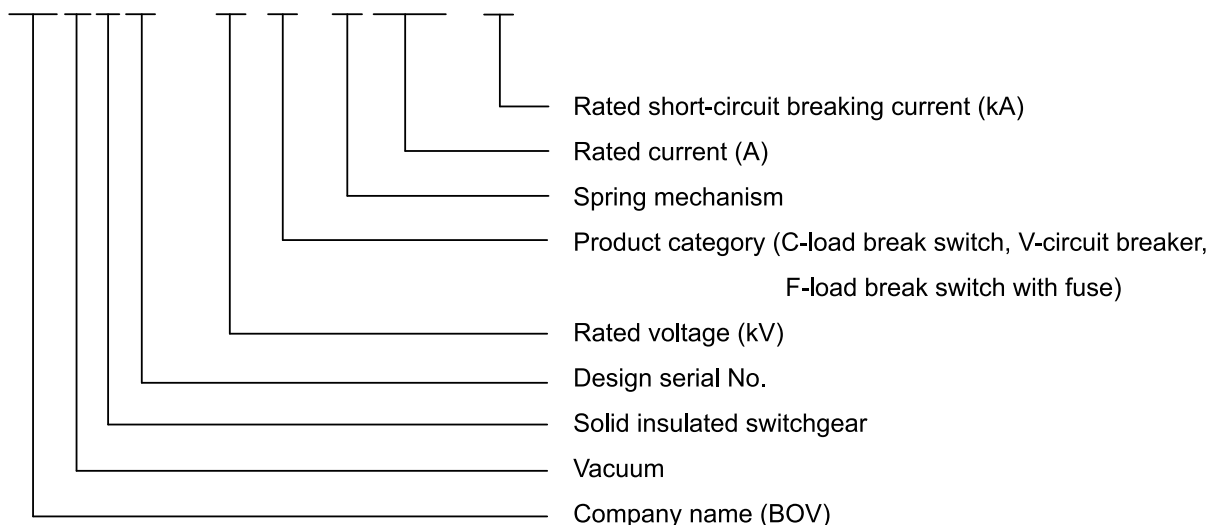 Rated short-circuit breaking current (kA)
Rated current (A)
Spring mechanism
Product category (C-load break switch, V-circuit breaker,
F-load break switch with fuse)
Rated voltage (kV)
Design serial No.
Solid insulated switchgear
Vacuum
Company name (BOV)